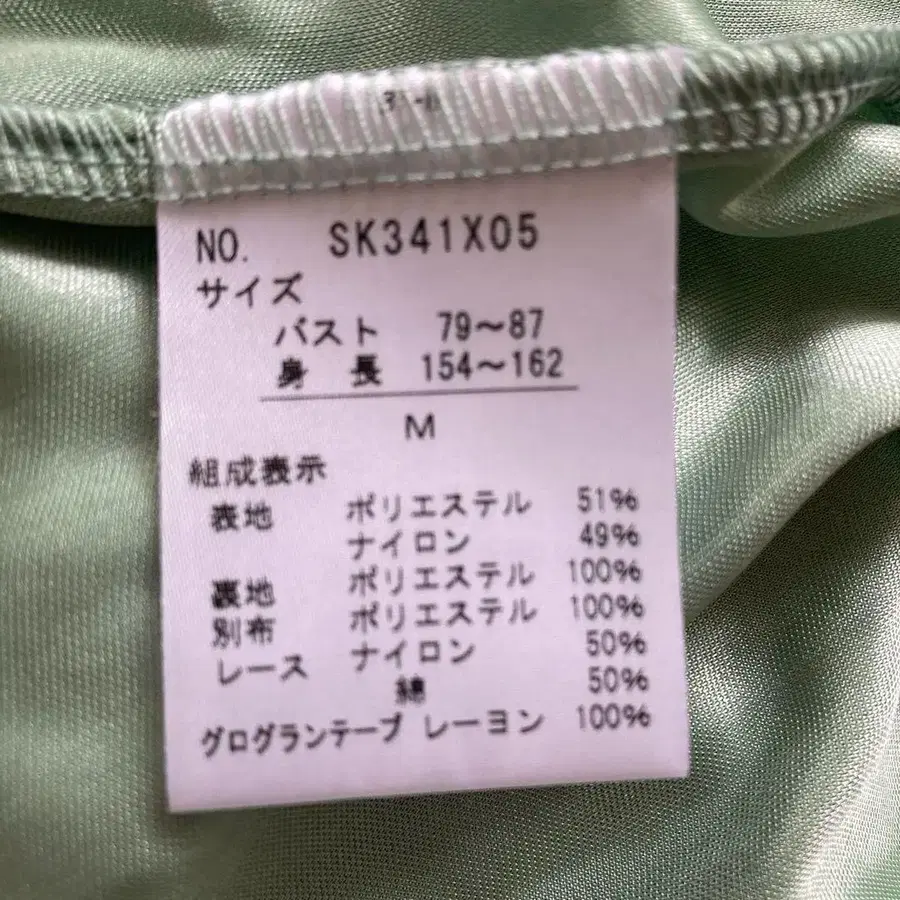 NO. SK341X05
サイズ
バスト 79〜87
身 長 154〜162
M
組成表示
表地 ポリエステル 51%
ナイロン 49%
裏地 ポリエステル 100%
別布 ポリエステル 100%
レース ナイロン 50%
綿 50%
グログランテープ レーヨン 100%